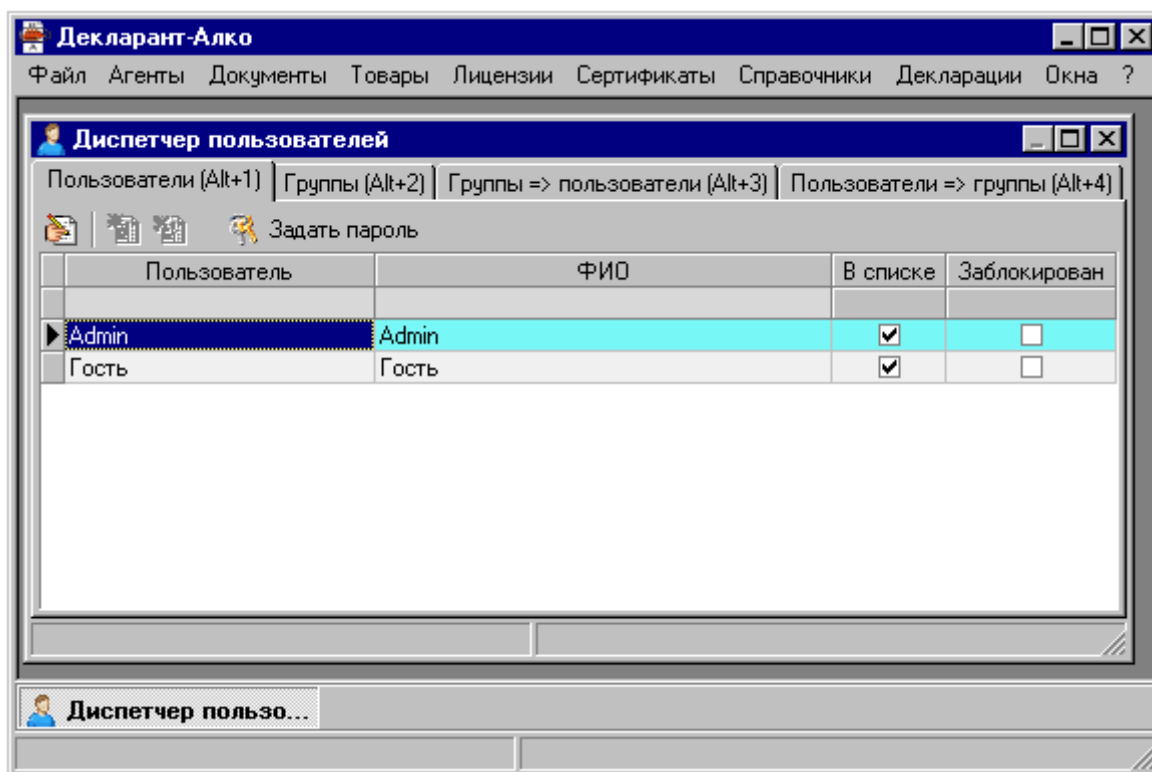 Декларант-Алко
Файл Агенты Документы Товары Лицензии Сертификаты Справочники Декларации Окна ?
Диспетчер пользователей
Пользователи (Alt+1) Группы (Alt+2) Группы => пользователи (Alt+3) Пользователи => группы (Alt+4)
Задать пароль
Пользователь ФИО В списке Заблокирован
Admin Admin
Гость Гость
Диспетчер пользо...